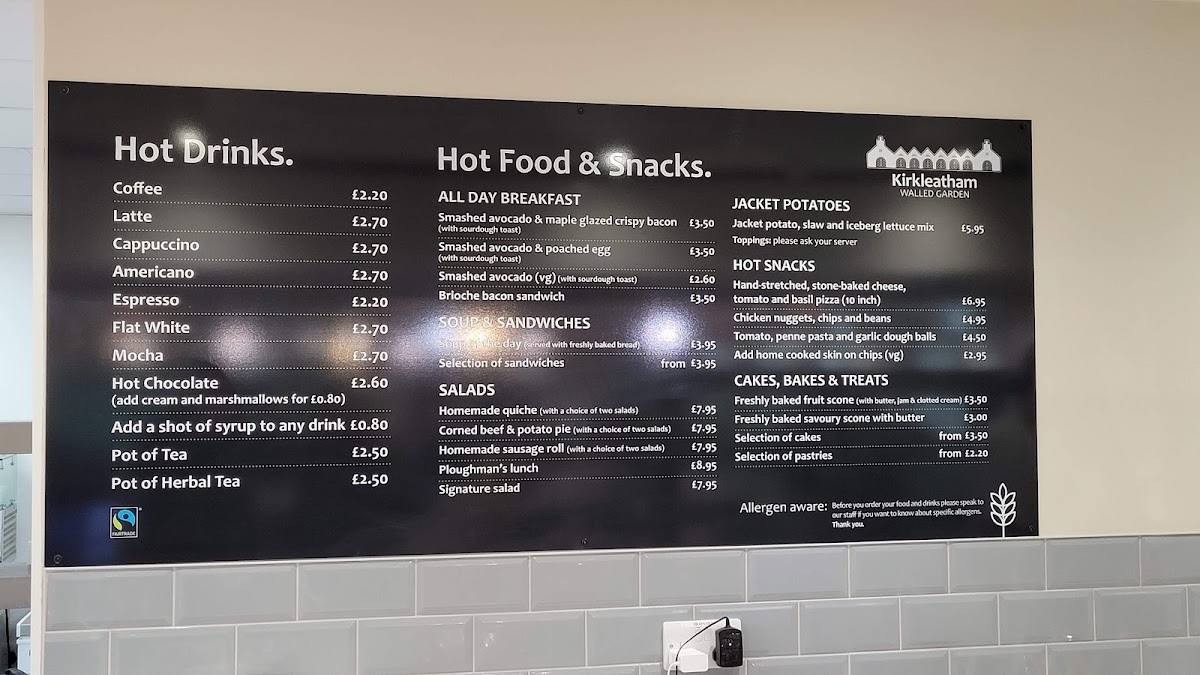 Hot Drinks.
Coffee £2.20
Latte £2.70
Cappuccino £2.70
Americano £2.70
Espresso £2.20
Flat White £2.70
Mocha £2.70
Hot Chocolate £2.60
(add cream and marshmallows for £0.80)
Add a shot of syrup to any drink £0.80
Pot of Tea £2.50
Pot of Herbal Tea £2.50
FAIRTRADE
Hot Food & Snacks.
ALL DAY BREAKFAST
Smashed avocado & maple glazed crispy bacon £3.50
(with sourdough toast)
Smashed avocado & poached egg £3.50
(with sourdough toast)
Smashed avocado (vg) (with sourdough toast) £2.60
Brioche bacon sandwich £3.50
SOUP & SANDWICHES
Soup of the day (served with freshly baked bread) £3.95
Selection of sandwiches from £3.95
SALADS
Homemade quiche (with a choice of two salads) £7.95
Corned beef & potato pie (with a choice of two salads) £7.95
Homemade sausage roll (with a choice of two salads) £7.95
Ploughman's lunch £8.95
Signature salad £7.95
Kirkleatham
WALLED GARDEN
JACKET POTATOES
Jacket potato, slaw and iceberg lettuce mix £5.95
Toppings: please ask your server
HOT SNACKS
Hand-stretched, stone-baked cheese,
tomato and basil pizza (10 inch) £6.95
Chicken nuggets, chips and beans £4.95
Tomato, penne pasta and garlic dough balls £4.50
Add home cooked skin on chips (vg) £2.95
CAKES, BAKES & TREATS
Freshly baked fruit scone (with butter, jam & clotted cream) £3.50
Freshly baked savoury scone with butter £3.00
Selection of cakes from £3.50
Selection of pastries from £2.20
Allergen aware: Before you order your food and drinks please speak to
our staff if you want to know about specific allergens.
Thank you.